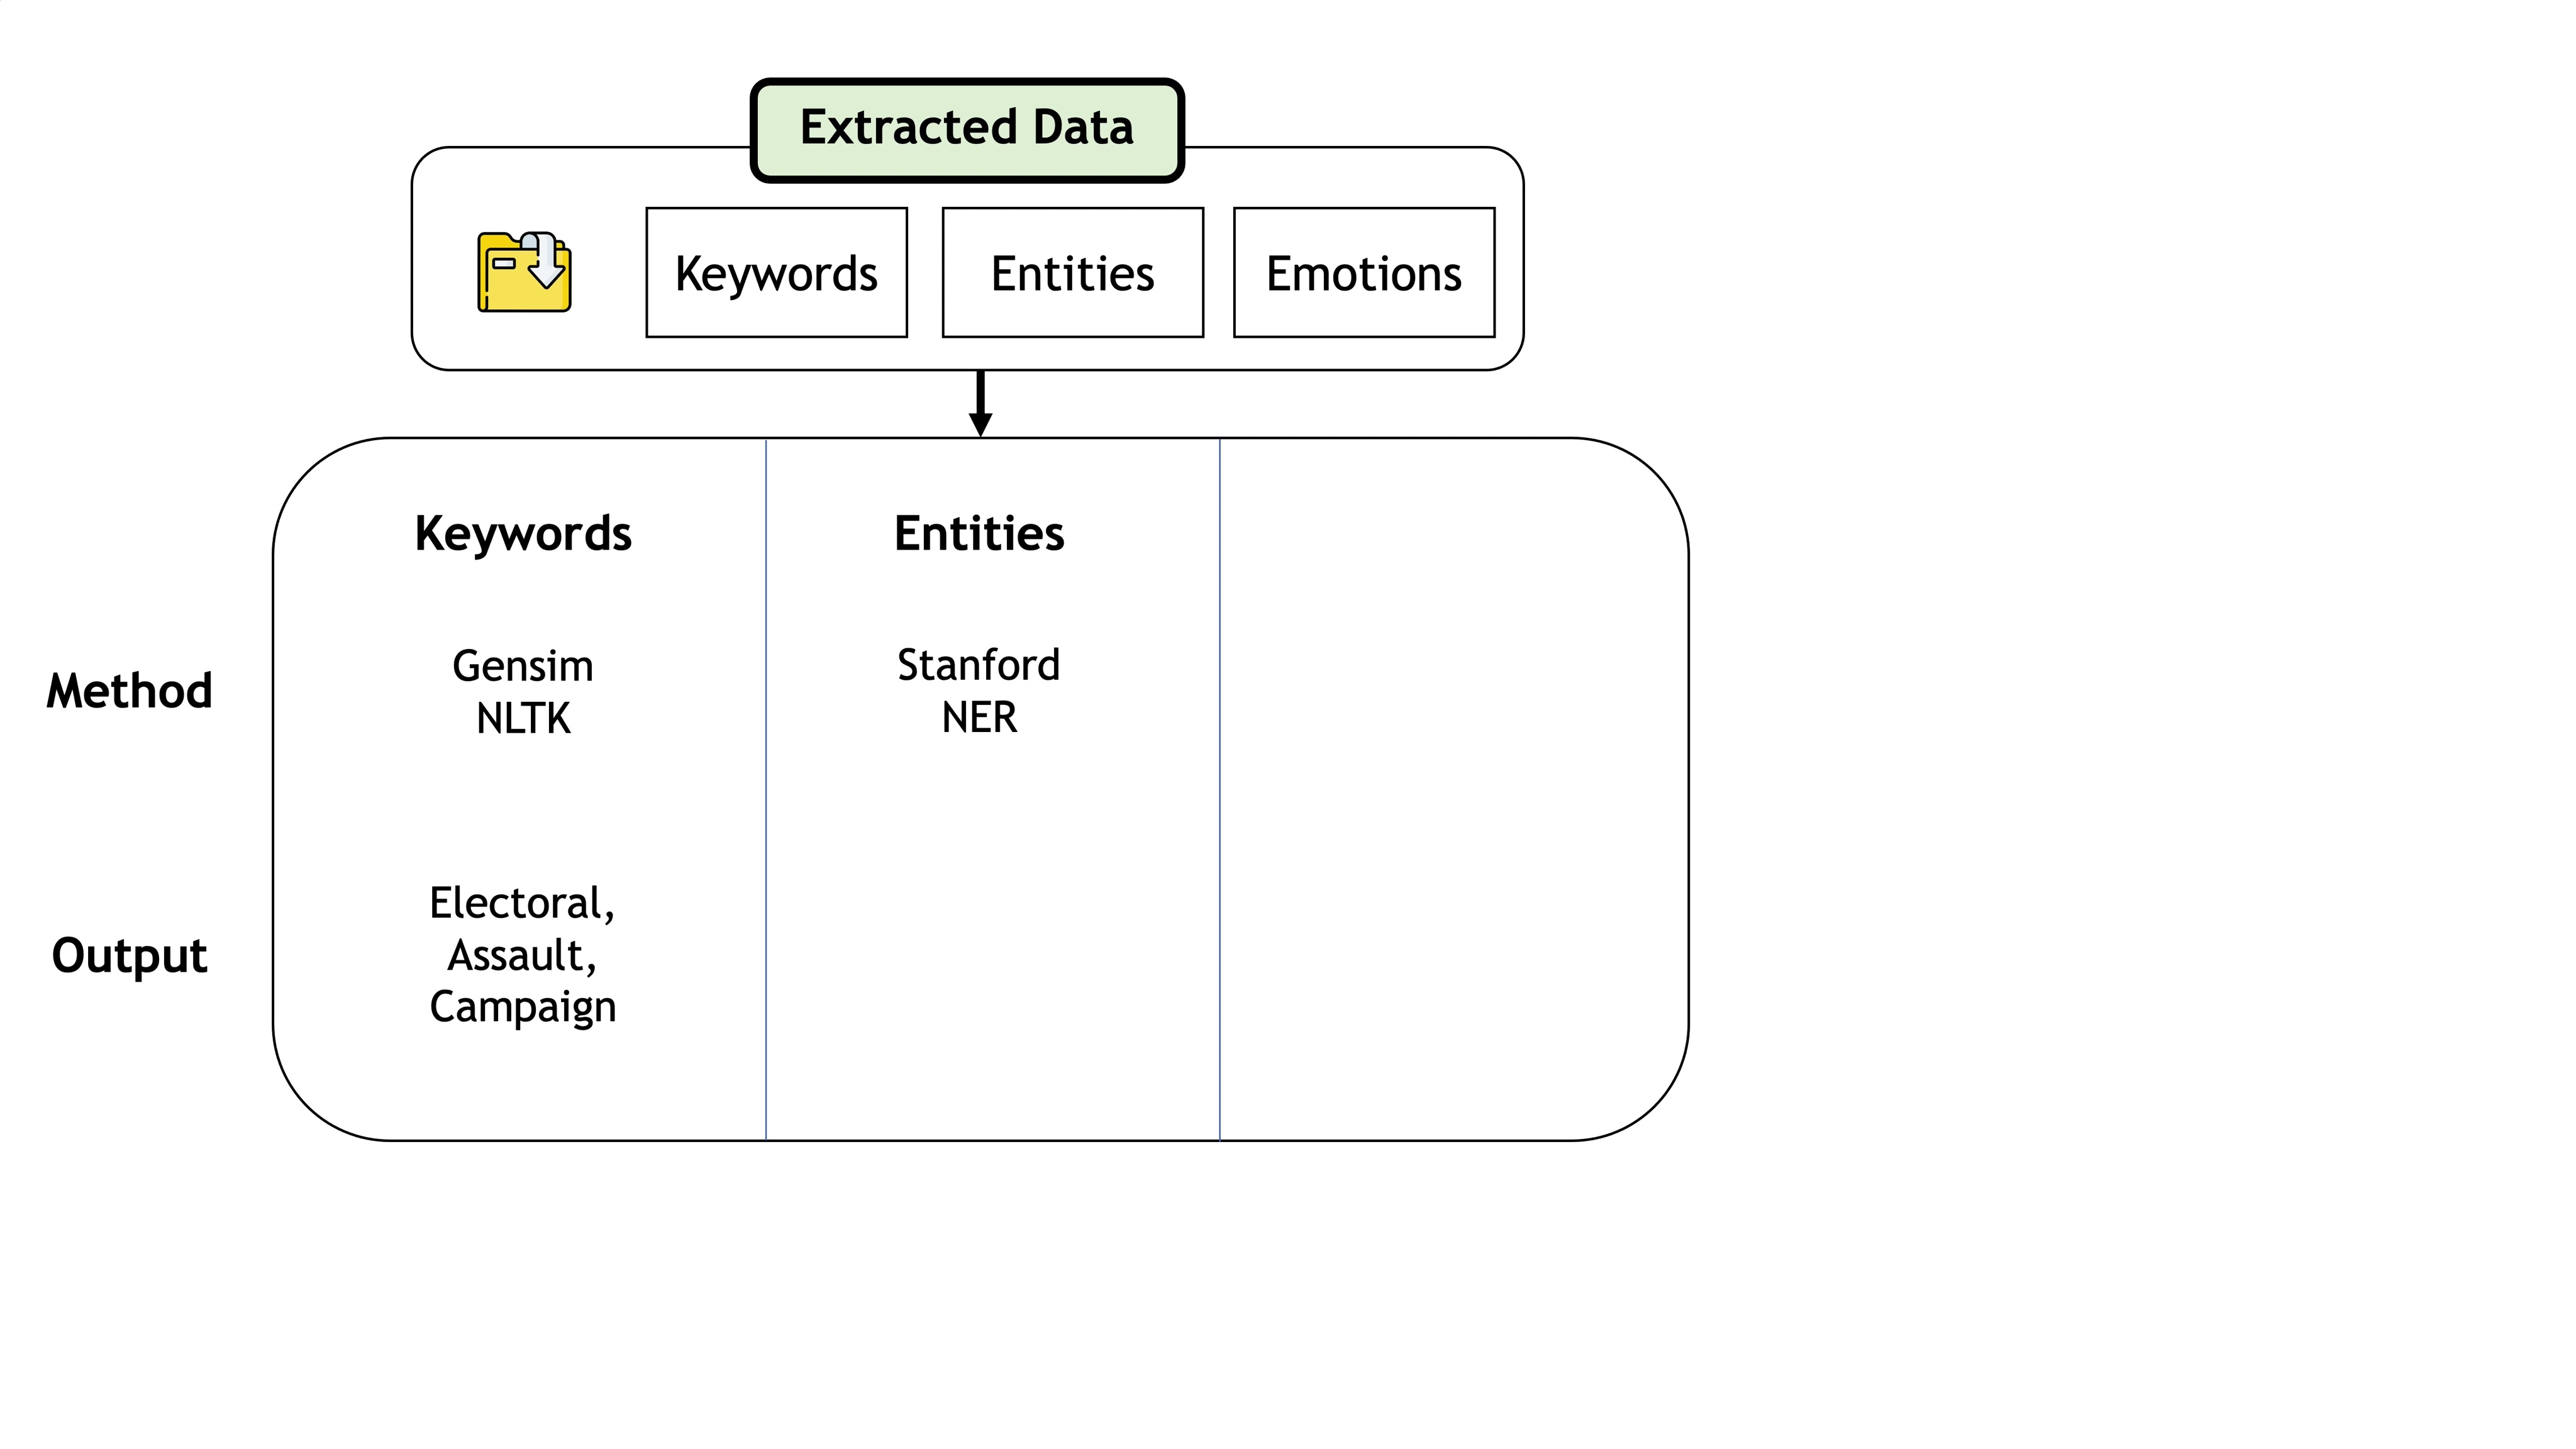 Extracted Data
Keywords
Entities
Emotions
Keywords
Entities
Method
Gensim
NLTK
Stanford
NER
Output
Electoral,
Assault,
Campaign